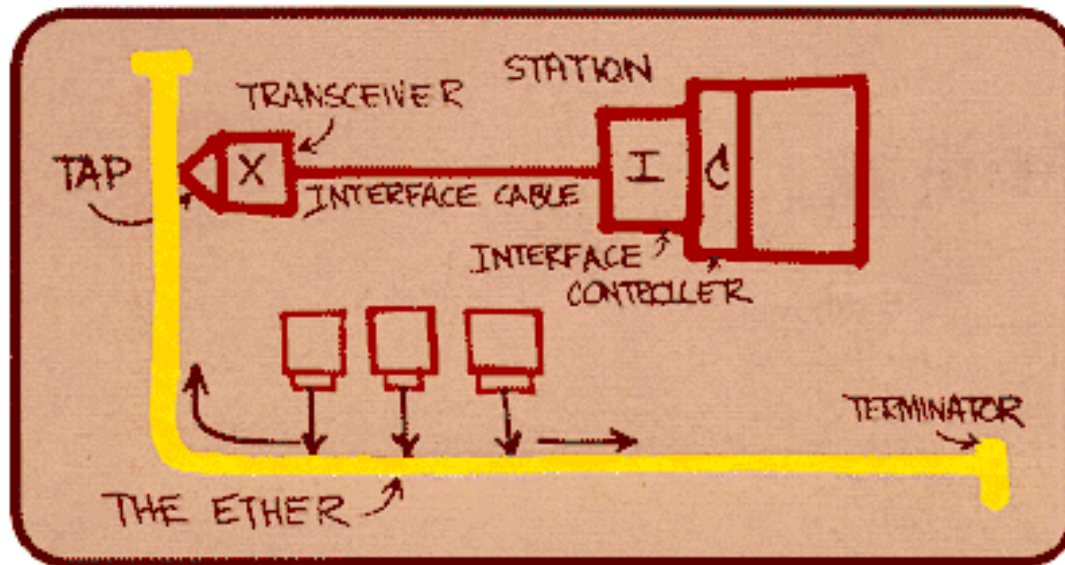 STATION
TRANSCEIVER
TAP
X
I
C
INTERFACE CABLE
INTERFACE
CONTROLLER
TERMINATOR
THE ETHER